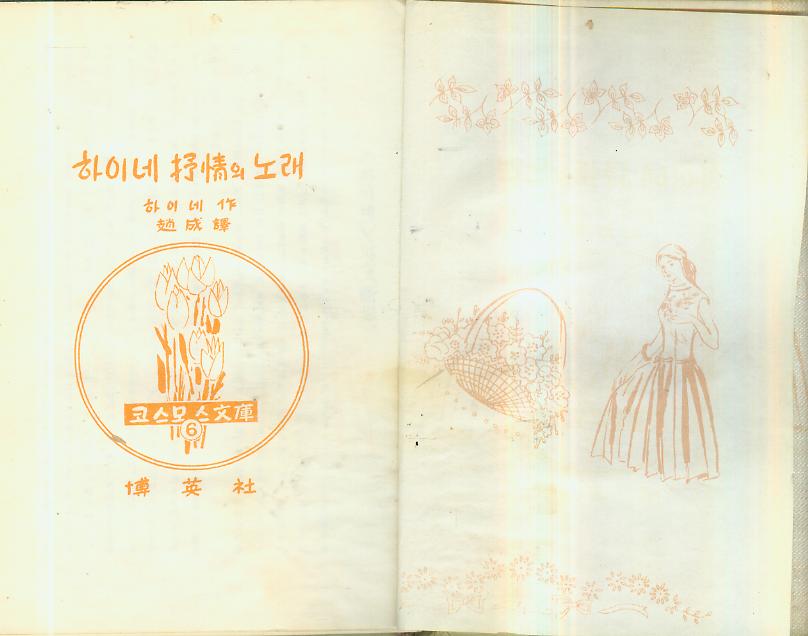 하이네 抒情의 노래
하이네 作
趙成 譯
코스모스文庫
6
博英社